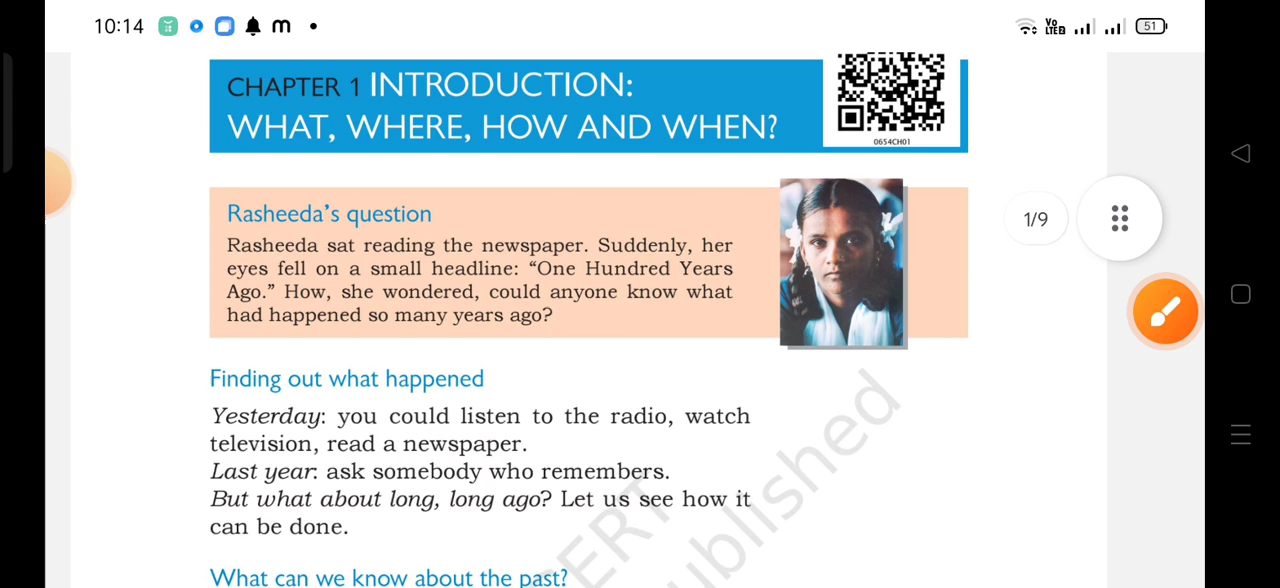 10:14
Vo
LTE2
51
CHAPTER 1 INTRODUCTION:
WHAT, WHERE, HOW AND WHEN?
0654CH01
Rasheeda's question
Rasheeda sat reading the newspaper. Suddenly, her
eyes fell on a small headline: “One Hundred Years
Ago.” How, she wondered, could anyone know what
had happened so many years ago?
1/9
Finding out what happened
Yesterday: you could listen to the radio, watch
television, read a newspaper.
Last year: ask somebody who remembers.
But what about long, long ago? Let us see how it
can be done.
What can we know about the past?